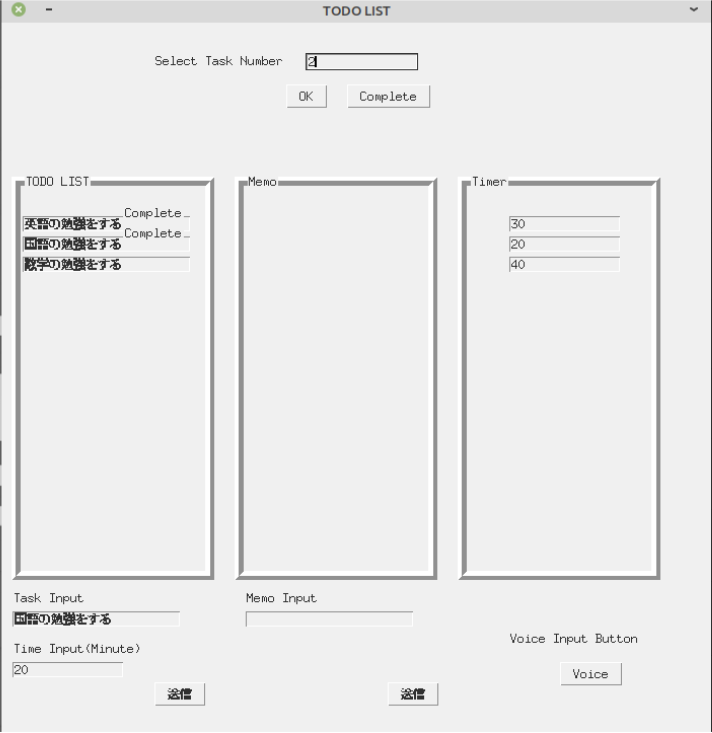 TODO LIST
Select Task Number 2
OK Complete
TODO LIST
Memo
Timer
Complete
英語の勉強をする
30
Complete
国語の勉強をする
20
数学の勉強をする
40
Task Input
国語の勉強をする
Time Input(Minute)
20
送信
Memo Input
送信
Voice Input Button
Voice